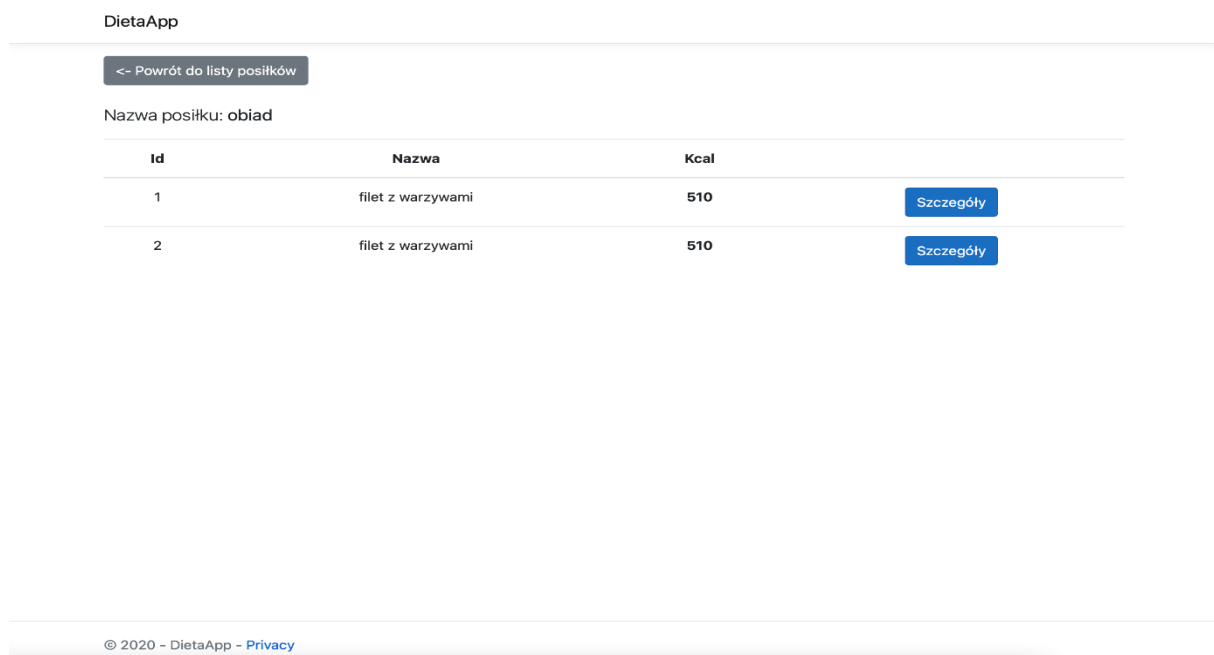 DietaApp
<- Powrót do listy posiłków
Nazwa posiłku: obiad
Id Nazwa Kcal
1 filet z warzywami 510 Szczegóły
2 filet z warzywami 510 Szczegóły
© 2020 - DietaApp - Privacy